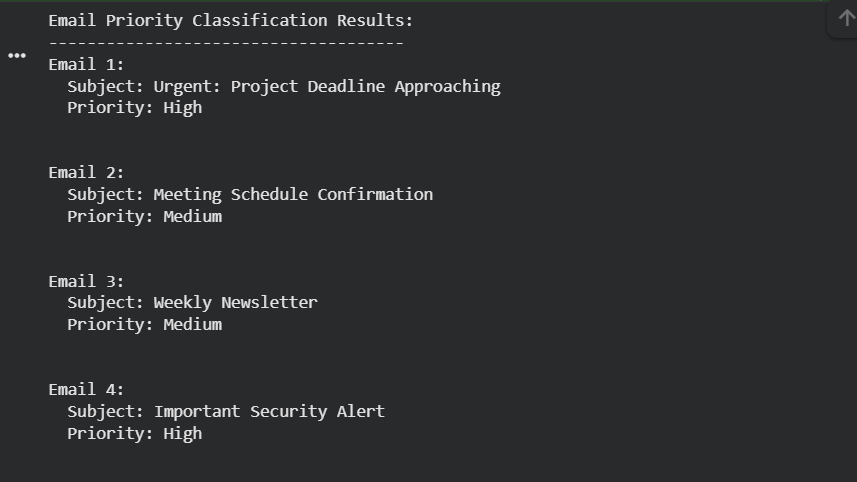 Email Priority Classification Results:
-------------------------------------
Email 1:
Subject: Urgent: Project Deadline Approaching
Priority: High
Email 2:
Subject: Meeting Schedule Confirmation
Priority: Medium
Email 3:
Subject: Weekly Newsletter
Priority: Medium
Email 4:
Subject: Important Security Alert
Priority: High